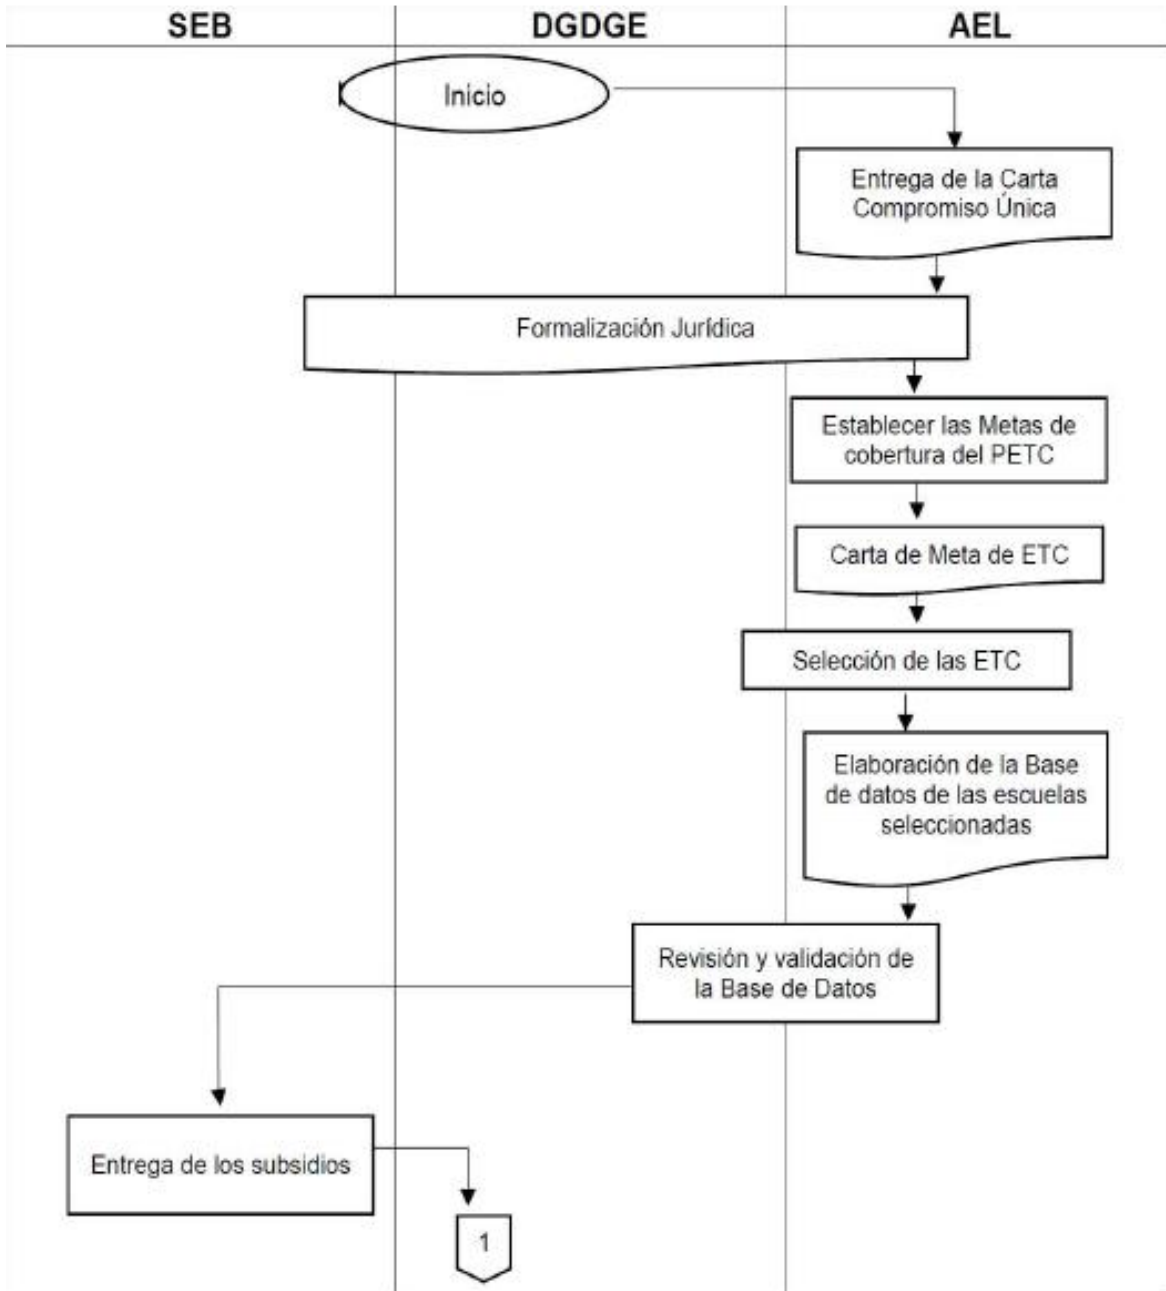 SEB
DGDGE
AEL
Inicio
Entrega de la Carta
Compromiso Única
Formalización Jurídica
Establecer las Metas de
cobertura del PETC
Carta de Meta de ETC
Selección de las ETC
Elaboración de la Base
de datos de las escuelas
seleccionadas
Revisión y validación de
la Base de Datos
Entrega de los subsidios
1